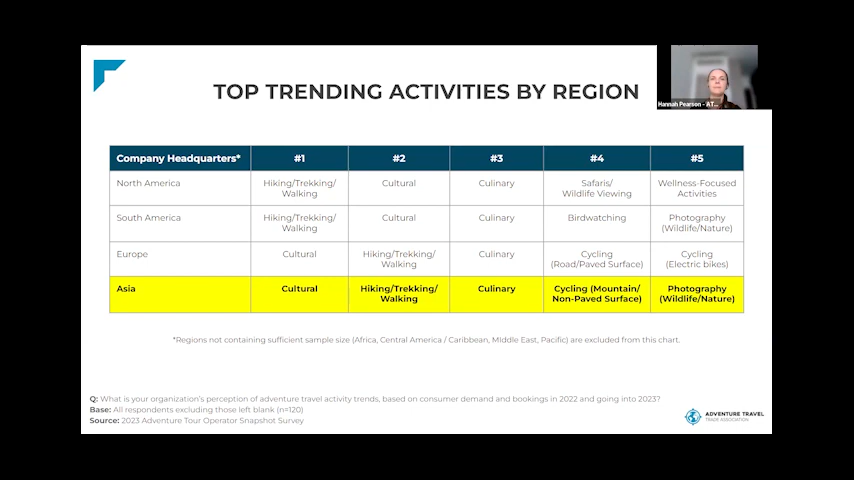 TOP TRENDING ACTIVITIES BY REGION
Hannah Pearson - AT...
Company Headquarters* #1 #2 #3 #4 #5
North America Hiking/Trekking/ Walking Cultural Culinary Safaris/ Wildlife Viewing Wellness-Focused Activities
South America Hiking/Trekking/ Walking Cultural Culinary Birdwatching Photography (Wildlife/Nature)
Europe Cultural Hiking/Trekking/ Walking Culinary Cycling (Road/Paved Surface) Cycling (Electric bikes)
Asia Cultural Hiking/Trekking/ Walking Culinary Cycling (Mountain/ Non-Paved Surface) Photography (Wildlife/Nature)
*Regions not containing sufficient sample size (Africa, Central America / Caribbean, MIddle East, Pacific) are excluded from this chart.
Q: What is your organization's perception of adventure travel activity trends, based on consumer demand and bookings in 2022 and going into 2023?
Base: All respondents excluding those left blank (n=120)
Source: 2023 Adventure Tour Operator Snapshot Survey
ADVENTURE TRAVEL
TRADE ASSOCIATION